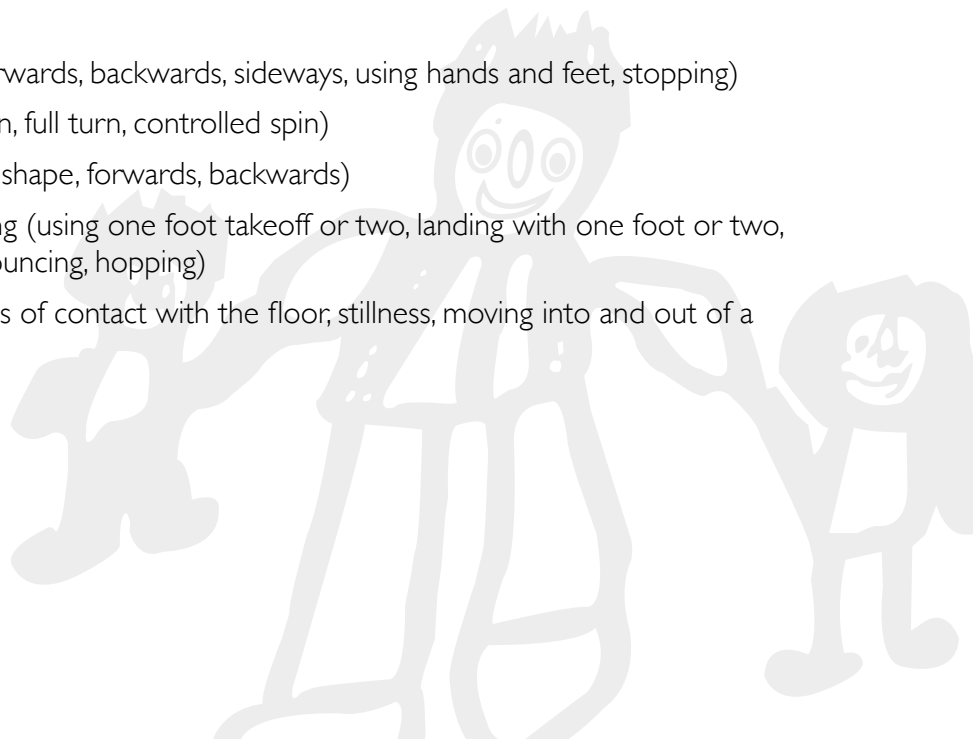 rwards, backwards, sideways, using hands and feet, stopping)
n, full turn, controlled spin)
shape, forwards, backwards)
ng (using one foot takeoff or two, landing with one foot or two,
ouncing, hopping)
s of contact with the floor, stillness, moving into and out of a